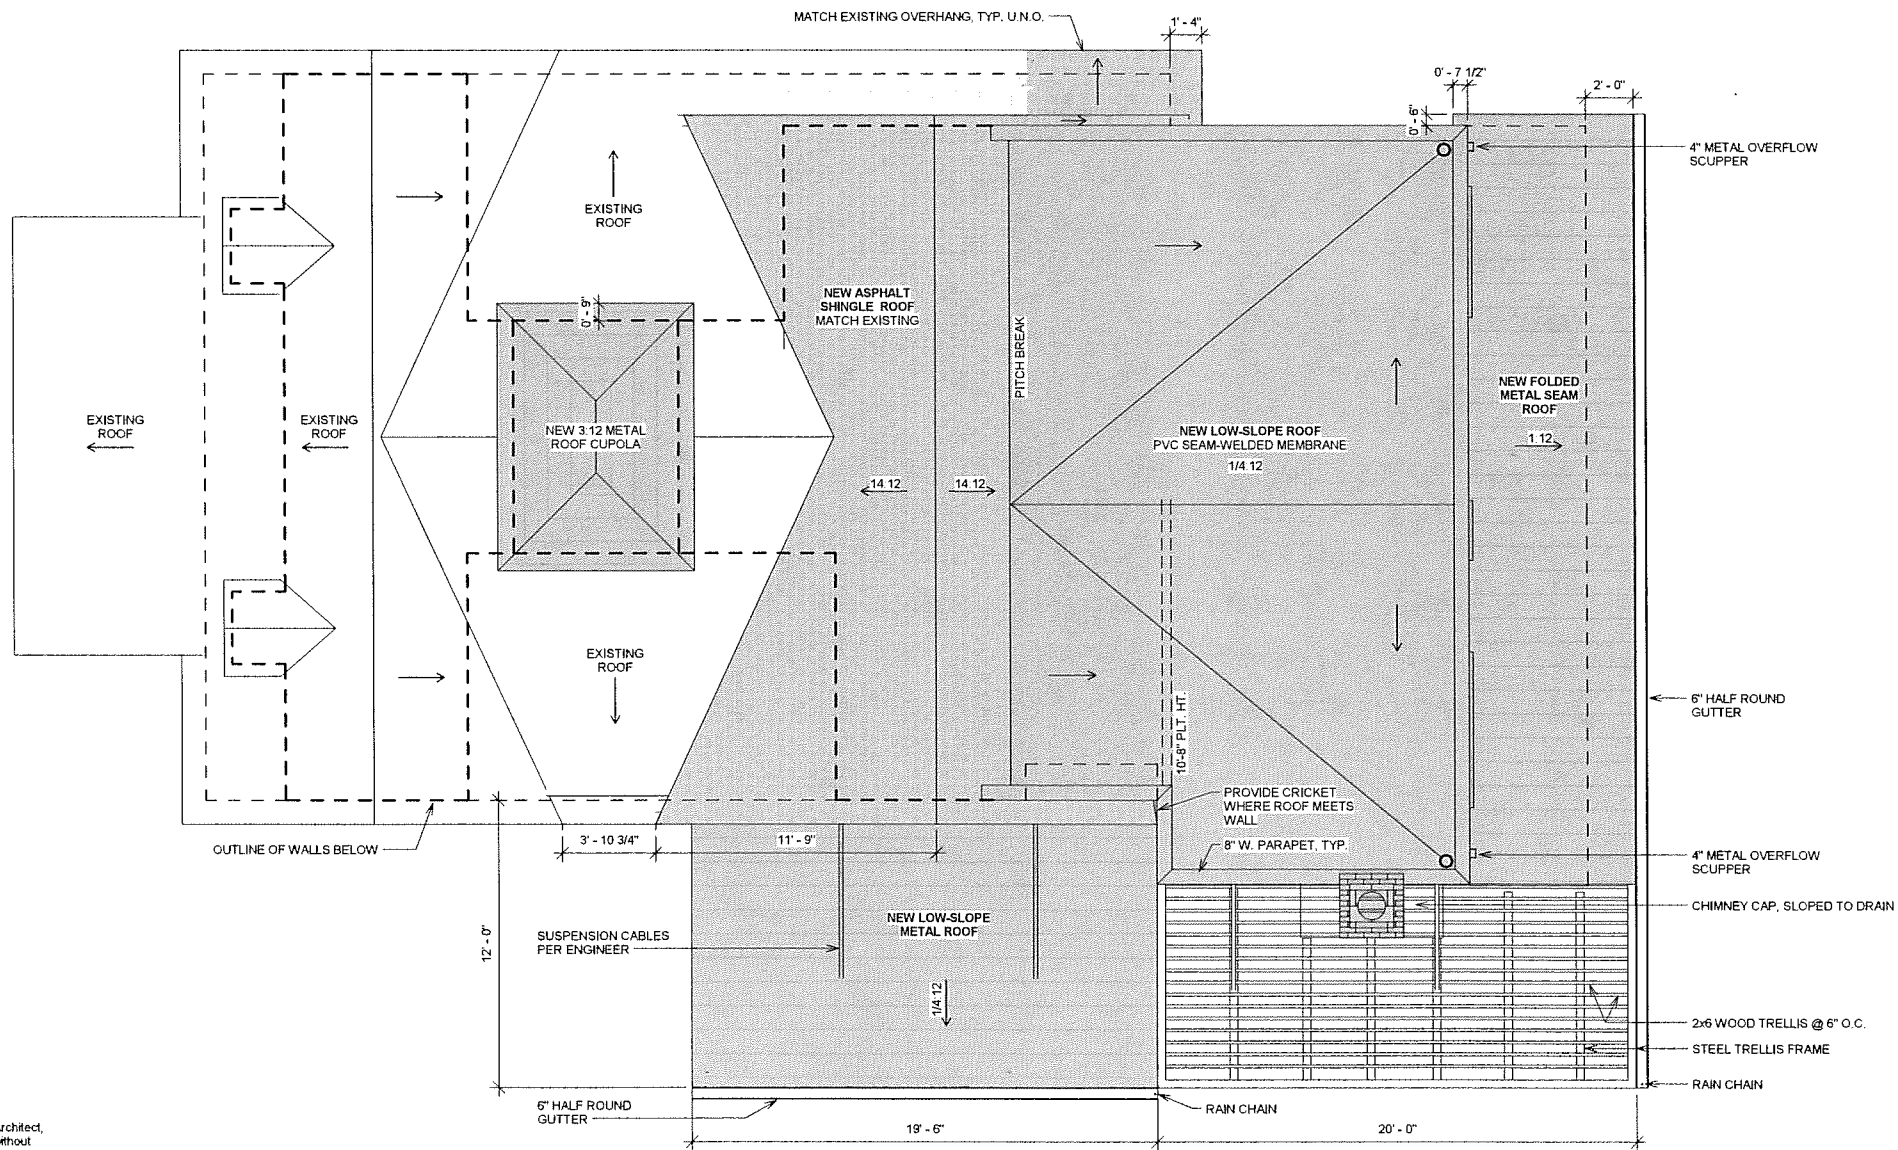 MATCH EXISTING OVERHANG, TYP. U.N.O.
1' - 4"
0' - 7 1/2"
2' - 0"
0' - 6"
4" METAL OVERFLOW
SCUPPER
EXISTING
ROOF
NEW ASPHALT
SHINGLE ROOF
MATCH EXISTING
0' - 9"
PITCH BREAK
NEW FOLDED
METAL SEAM
ROOF
1:12
EXISTING
ROOF
EXISTING
ROOF
NEW 3:12 METAL
ROOF CUPOLA
NEW LOW-SLOPE ROOF
PVC SEAM-WELDED MEMBRANE
1/4:12
14:12
14:12
EXISTING
ROOF
6" HALF ROUND
GUTTER
10'-8" PLT. HT.
PROVIDE CRICKET
WHERE ROOF MEETS
WALL
OUTLINE OF WALLS BELOW
3' - 10 3/4"
11' - 9"
8" W. PARAPET, TYP.
4" METAL OVERFLOW
SCUPPER
CHIMNEY CAP, SLOPED TO DRAIN
NEW LOW-SLOPE
METAL ROOF
SUSPENSION CABLES
PER ENGINEER
12' - 0"
1/4:12
2x6 WOOD TRELLIS @ 6" O.C.
STEEL TRELLIS FRAME
RAIN CHAIN
6" HALF ROUND
GUTTER
RAIN CHAIN
19' - 6"
20' - 0"
rchitect,
ithout